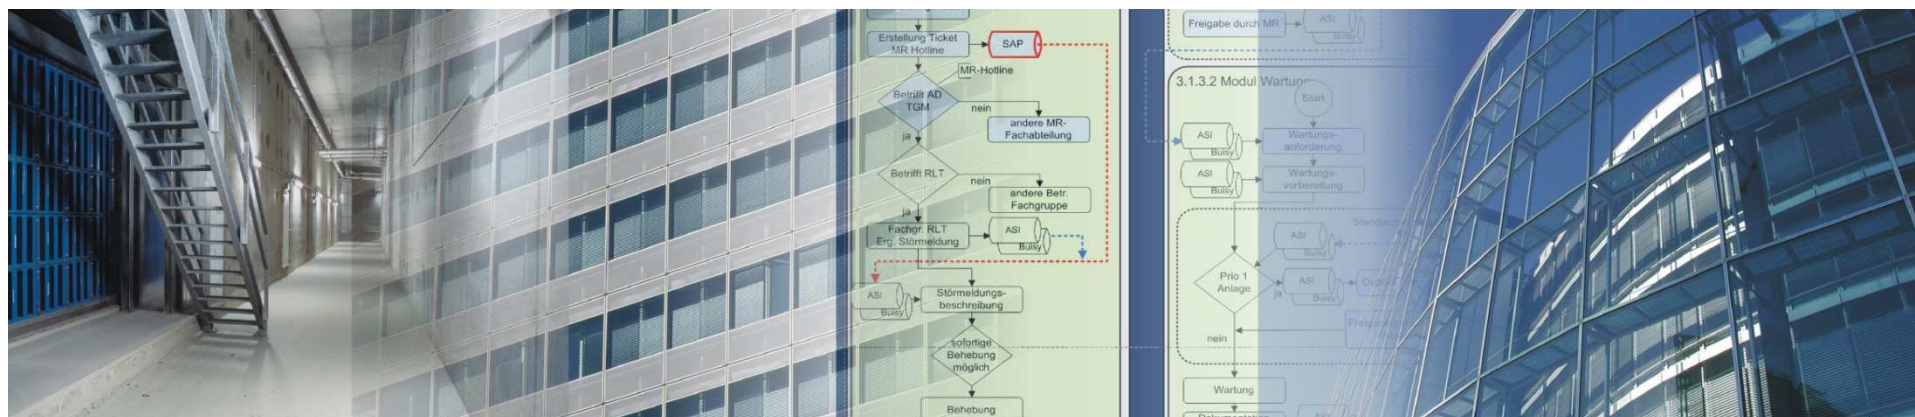 Erstellung Ticket
MR Hotline
SAP
MR-Hotline
Betrifft AD
TGM
nein
andere MR-
Fachabteilung
ja
Betrifft RLT
nein
andere Betr.
Fachgruppe
ja
Fachgr. RLT
Erg. Störmeldung
ASI
Buisy
ASI
Buisy
Störmeldungs-
beschreibung
sofortige
Behebung
möglich
Behebung
Freigabe durch MR
ASI
Buisy
3.1.3.2 Modul Wartung
Start
ASI
Buisy
Wartungs-
anforderung
ASI
Buisy
Wartungs-
vorbereitung
ASI
Buisy
Prio 1
Anlage
ja
ASI
Buisy
nein
Wartung
ASI